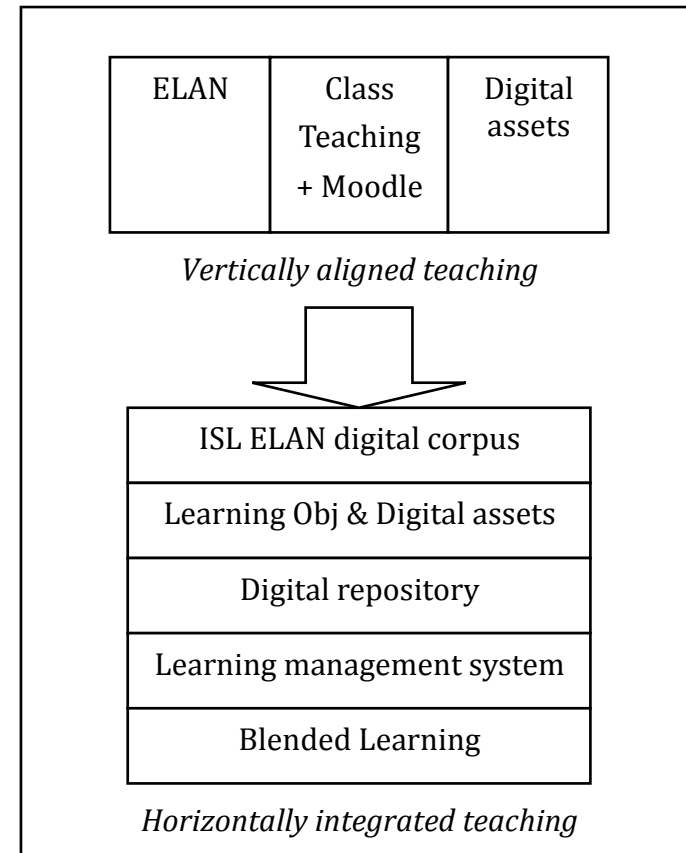 ELAN
Class
Teaching
+ Moodle
Digital
assets
Vertically aligned teaching
ISL ELAN digital corpus
Learning Obj & Digital assets
Digital repository
Learning management system
Blended Learning
Horizontally integrated teaching